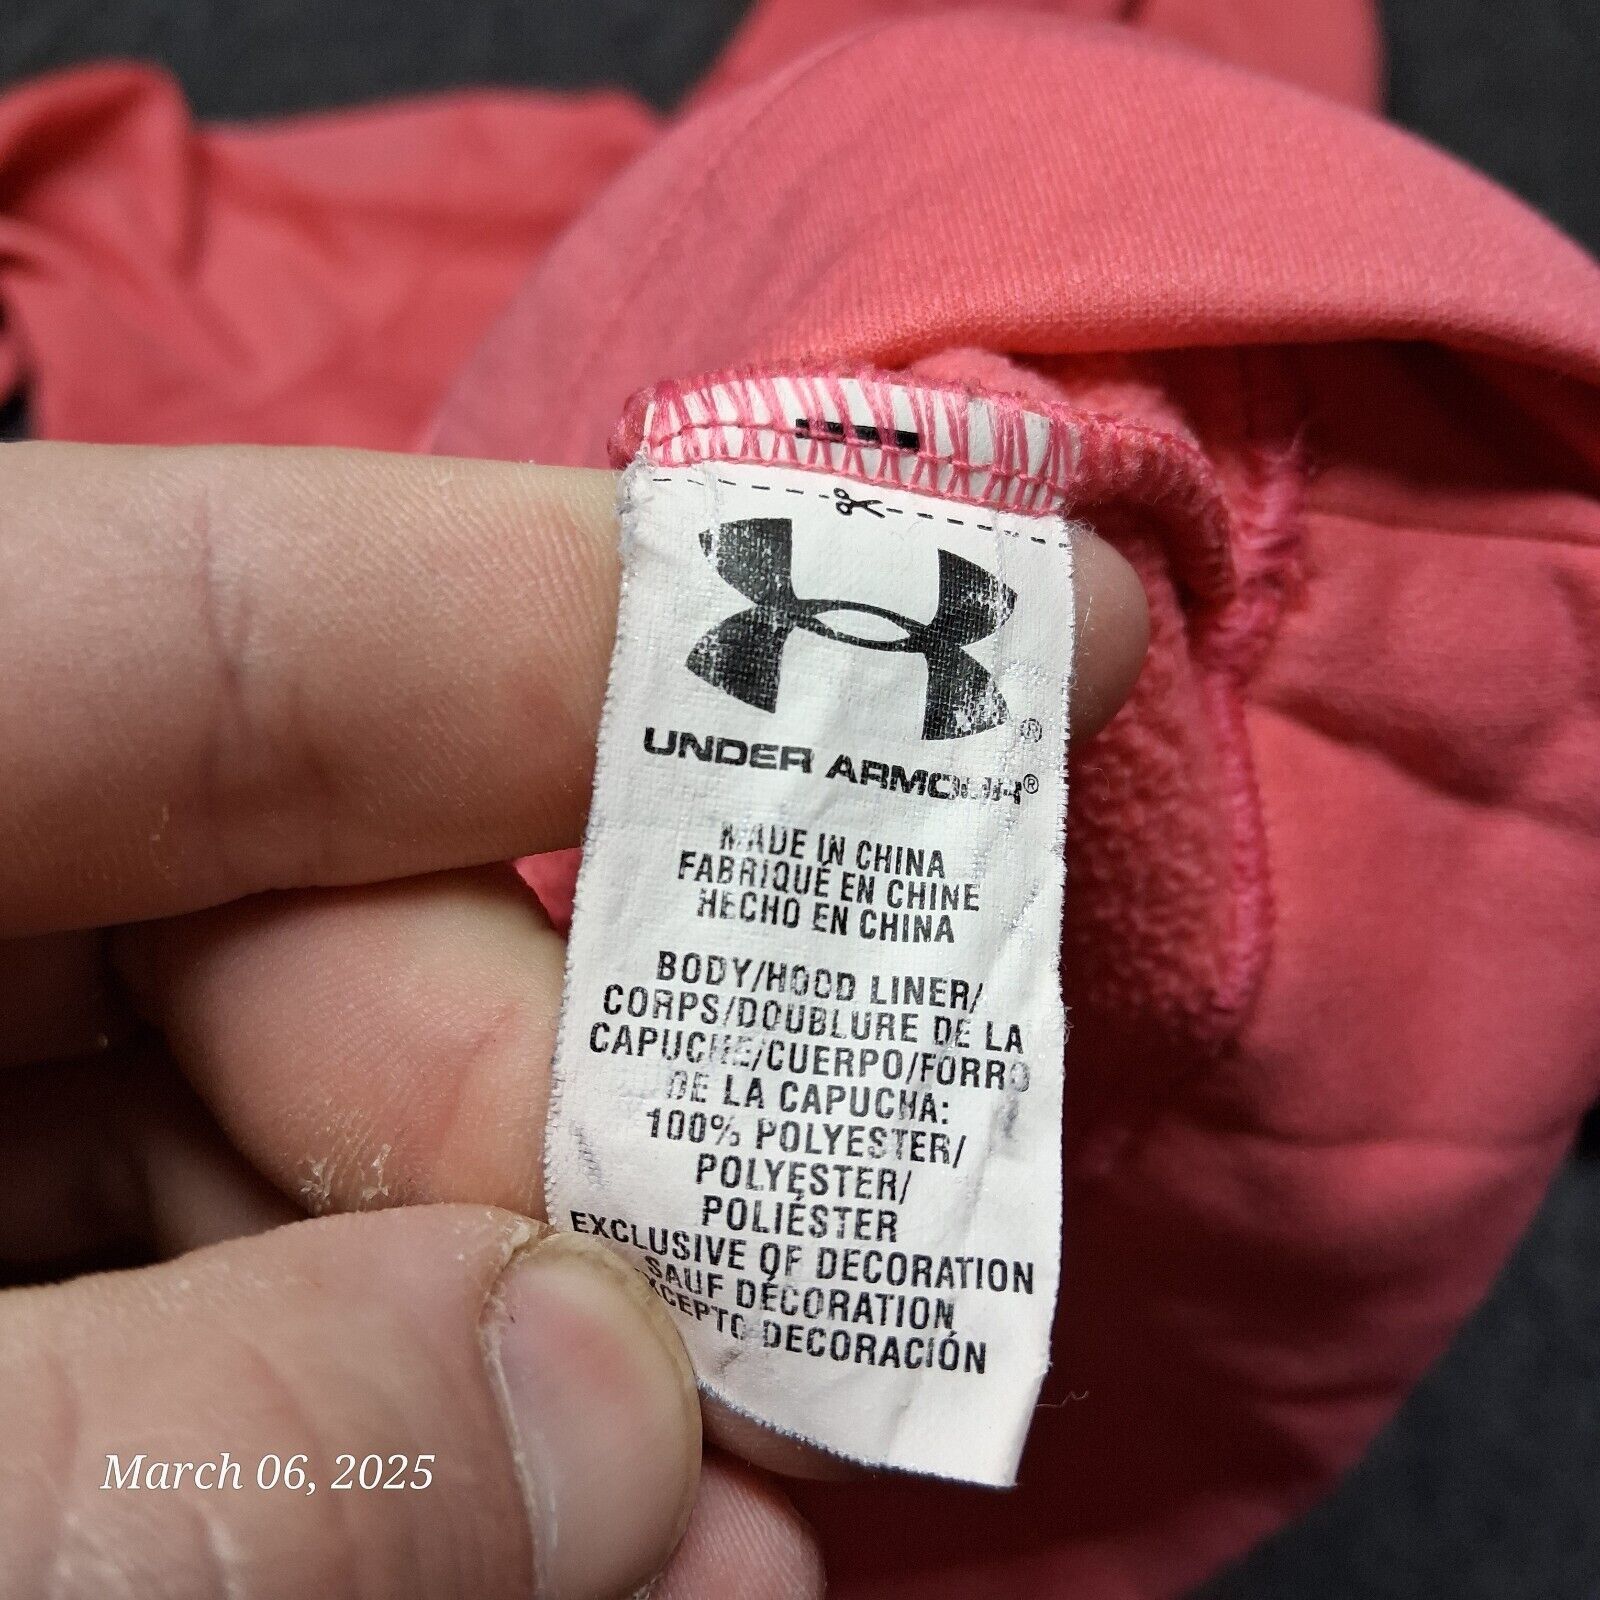 UNDER ARMOUR®
MADE IN CHINA
FABRIQUÉ EN CHINE
HECHO EN CHINA
BODY/HOOD LINER/
CORPS/DOUBLURE DE LA
CAPUCHE/CUERPO/FORRO
DE LA CAPUCHA:
100% POLYESTER/
POLYESTER/
POLIÉSTER
EXCLUSIVE OF DECORATION
SAUF DÉCORATION
EXCEPTO DECORACIÓN
March 06, 2025